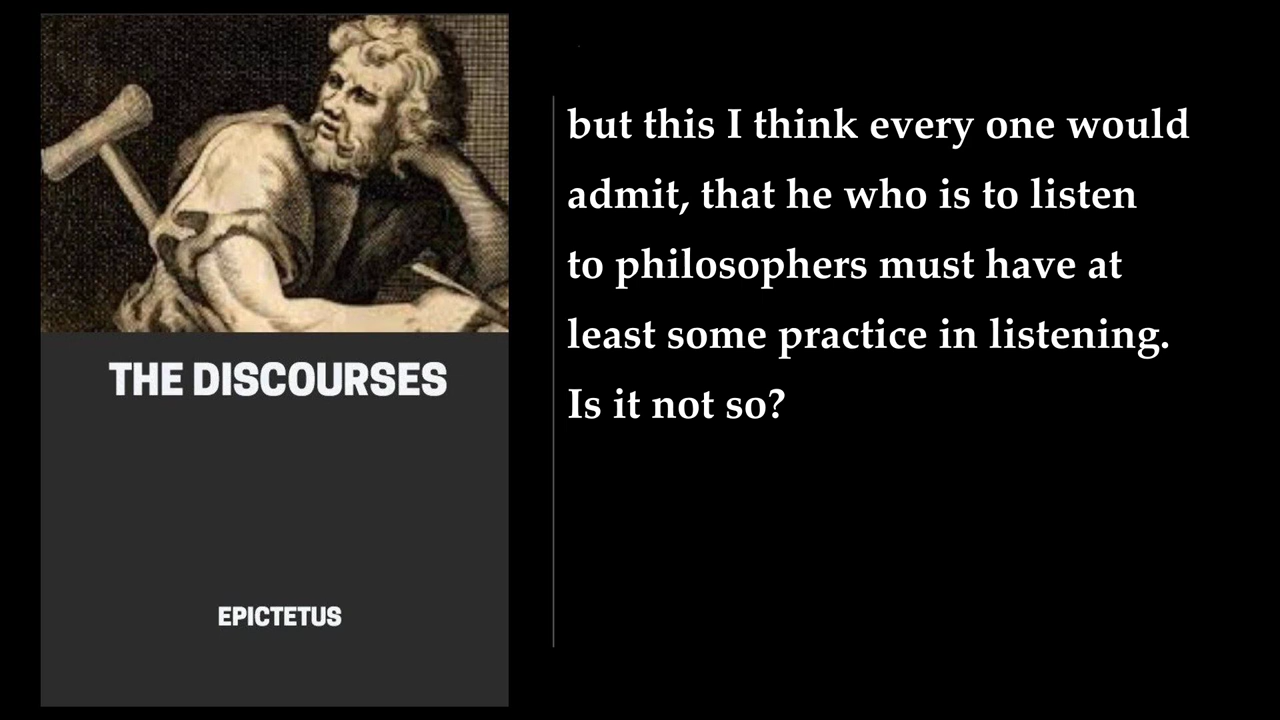 THE DISCOURSES
EPICTETUS
but this I think every one would
admit, that he who is to listen
to philosophers must have at
least some practice in listening.
Is it not so?